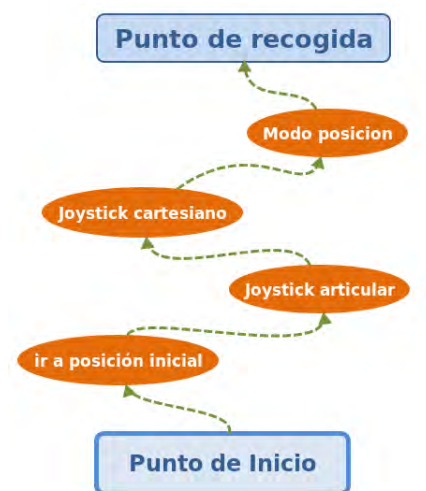 Punto de recogida
Modo posicion
Joystick cartesiano
Joystick articular
ir a posición inicial
Punto de Inicio